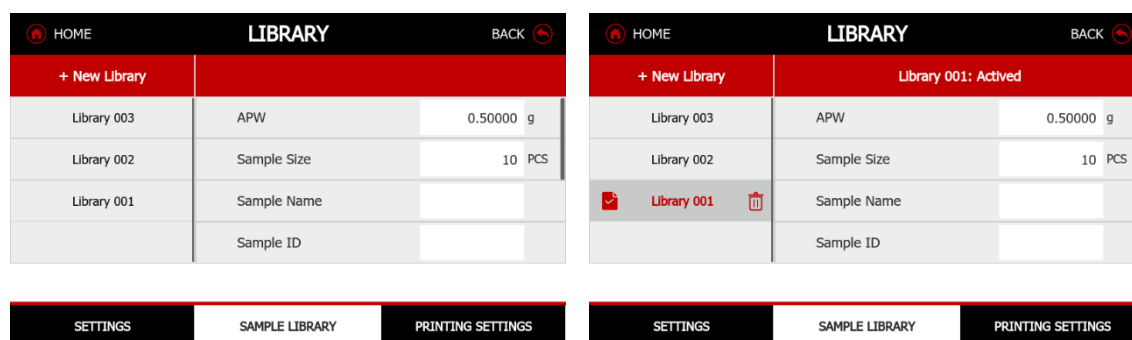 HOME LIBRARY BACK
+ New Library
Library 003 APW 0.50000 g
Library 002 Sample Size 10 PCS
Library 001 Sample Name
Sample ID
SETTINGS SAMPLE LIBRARY PRINTING SETTINGS
HOME LIBRARY BACK
+ New Library Library 001: Actived
Library 003 APW 0.50000 g
Library 002 Sample Size 10 PCS
Library 001 Sample Name
Sample ID
SETTINGS SAMPLE LIBRARY PRINTING SETTINGS